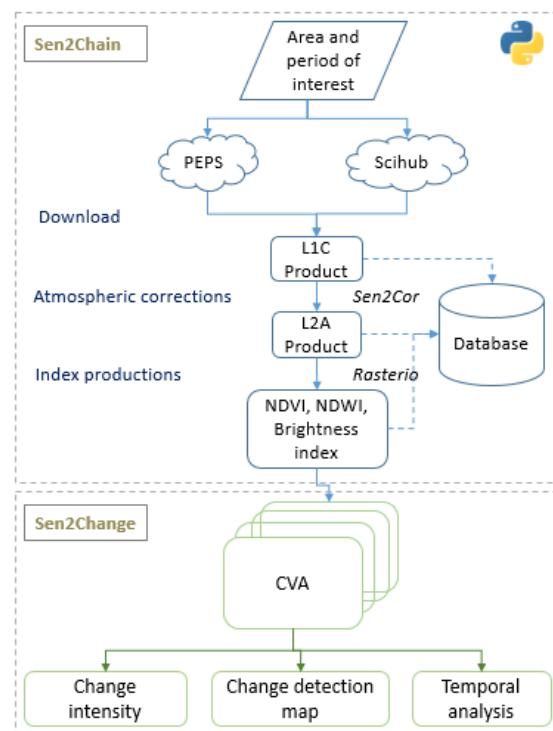 Sen2Chain
Area and
period of
interest
PEPS
Scihub
Download
L1C
Product
Atmospheric corrections
Sen2Cor
L2A
Product
Database
Index productions
Rasterio
NDVI, NDWI,
Brightness
index
Sen2Change
CVA
Change
intensity
Change detection
map
Temporal
analysis